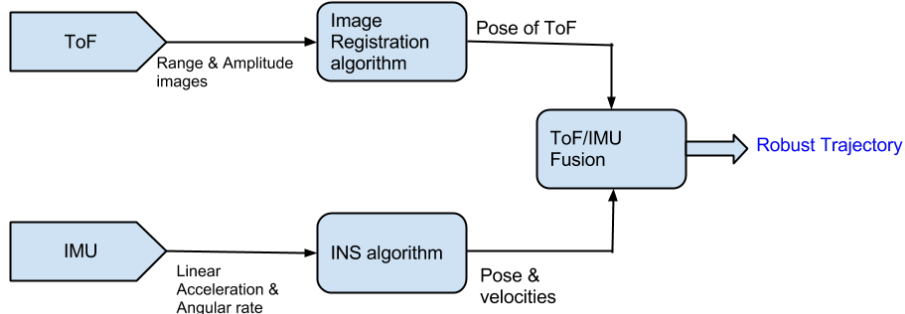 ToF
Range & Amplitude
images
Image
Registration
algorithm
Pose of ToF
ToF/IMU
Fusion
Robust Trajectory
IMU
Linear
Acceleration &
Angular rate
INS algorithm
Pose &
velocities